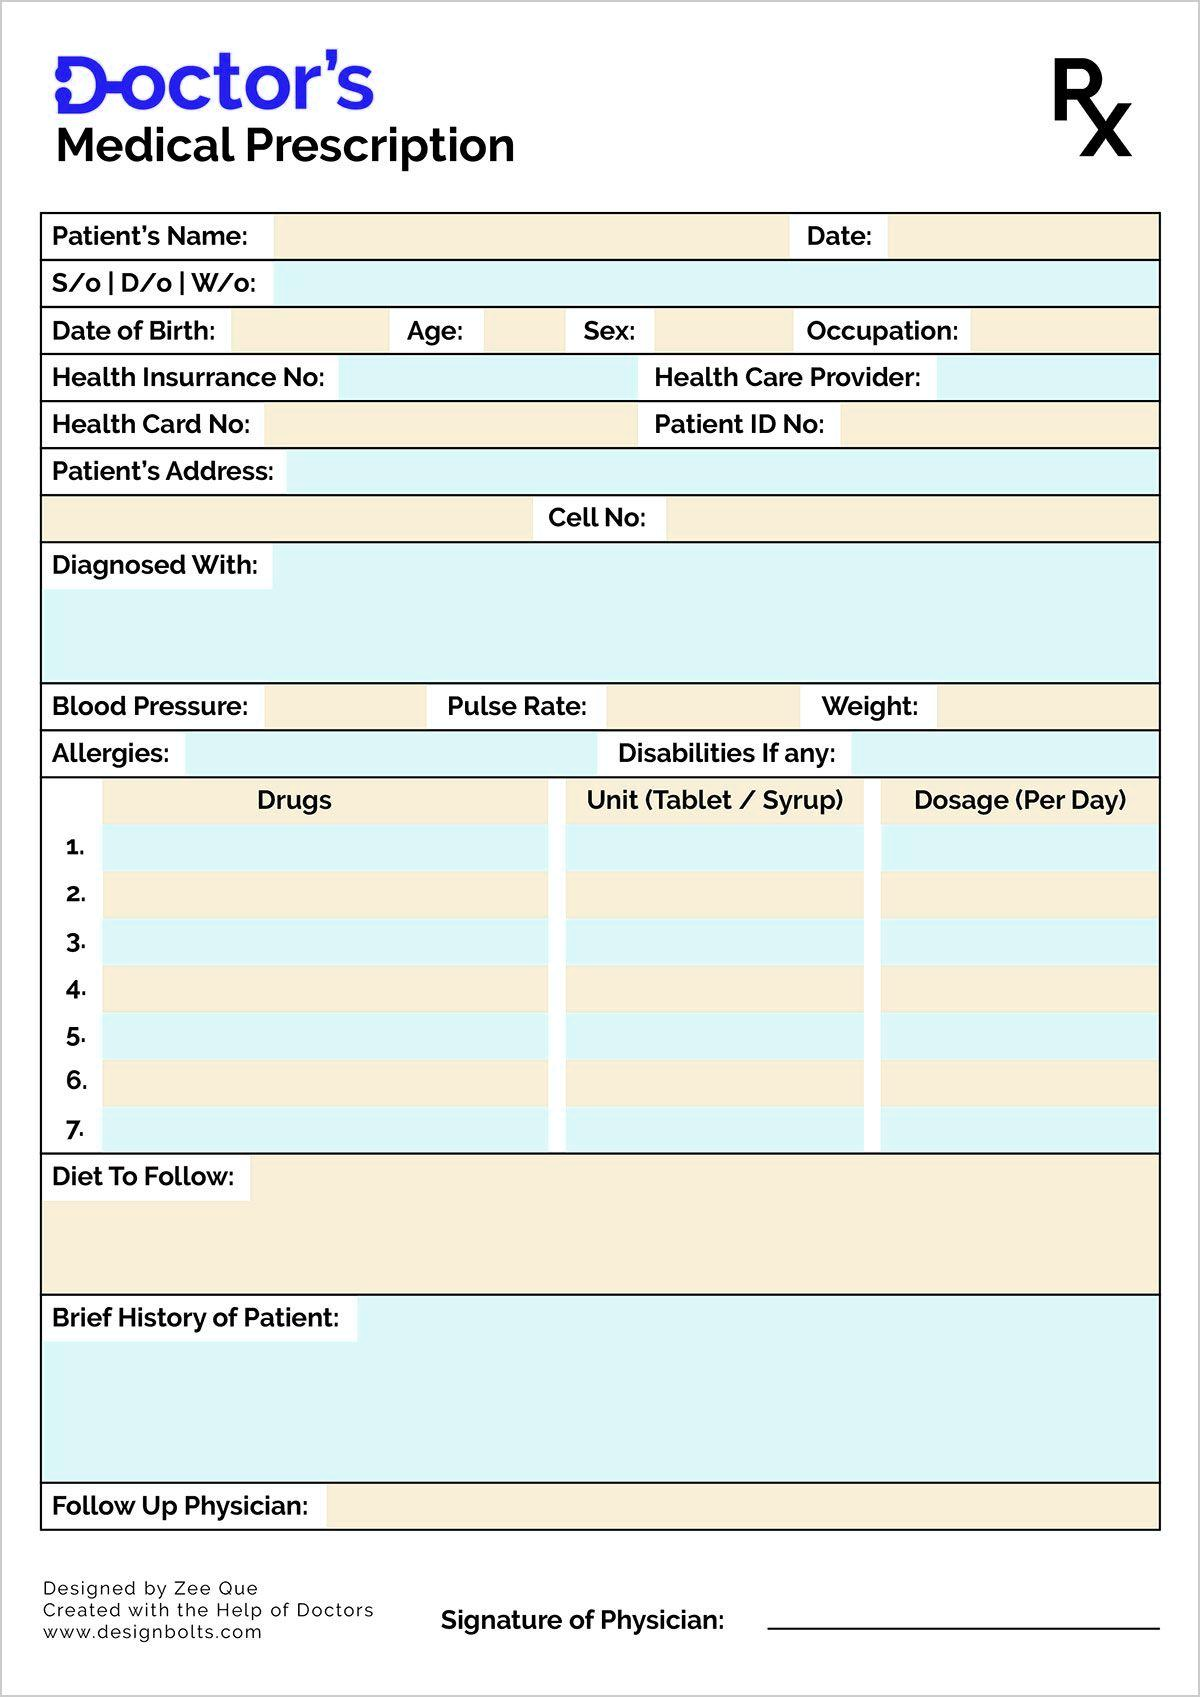 Doctor's
Medical Prescription
Rx
Patient's Name: Date:
S/o | D/o | W/o:
Date of Birth: Age: Sex: Occupation:
Health Insurrance No: Health Care Provider:
Health Card No: Patient ID No:
Patient's Address:
Cell No:
Diagnosed With:
Blood Pressure: Pulse Rate: Weight:
Allergies: Disabilities If any:
Drugs Unit (Tablet / Syrup) Dosage (Per Day)
1.
2.
3.
4.
5.
6.
7.
Diet To Follow:
Brief History of Patient:
Follow Up Physician:
Designed by Zee Que
Created with the Help of Doctors
www.designbolts.com
Signature of Physician: